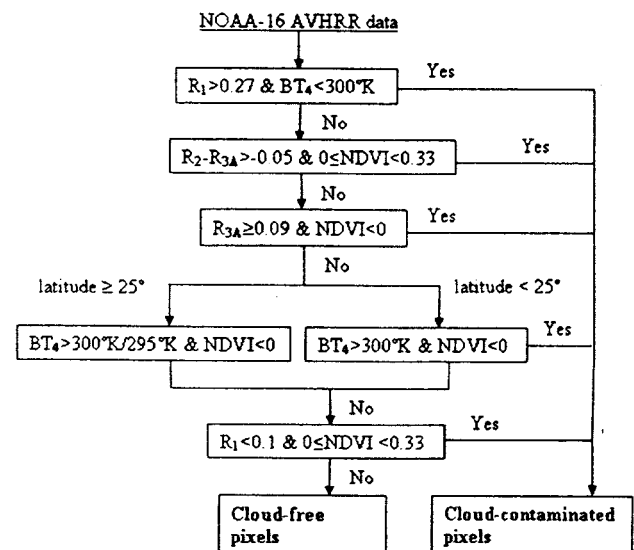 NOAA-16 AVHRR data
R₁>0.27 & BT₄<300°K
Yes
No
R₂-R₃ₐ>-0.05 & 0≤NDVI<0.33
Yes
No
R₃ₐ≥0.09 & NDVI<0
Yes
No
latitude ≥ 25°
latitude < 25°
BT₄>300°K/295°K & NDVI<0
BT₄>300°K & NDVI<0
Yes
No
R₁<0.1 & 0≤NDVI <0.33
Yes
No
Cloud-free
pixels
Cloud-contaminated
pixels